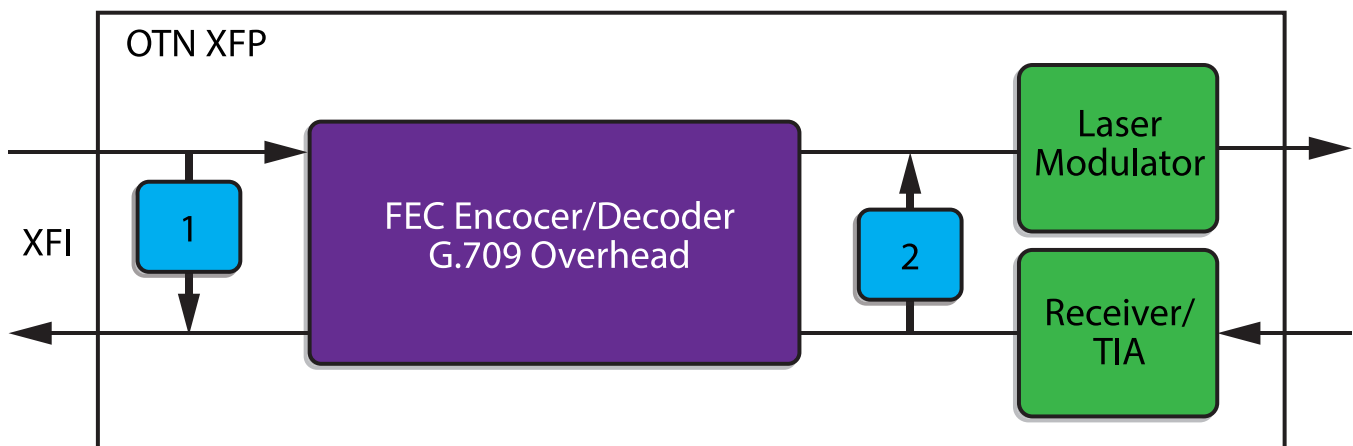 OTN XFP
Laser
Modulator
1
FEC Encocer/Decoder
G.709 Overhead
XFI
2
Receiver/
TIA